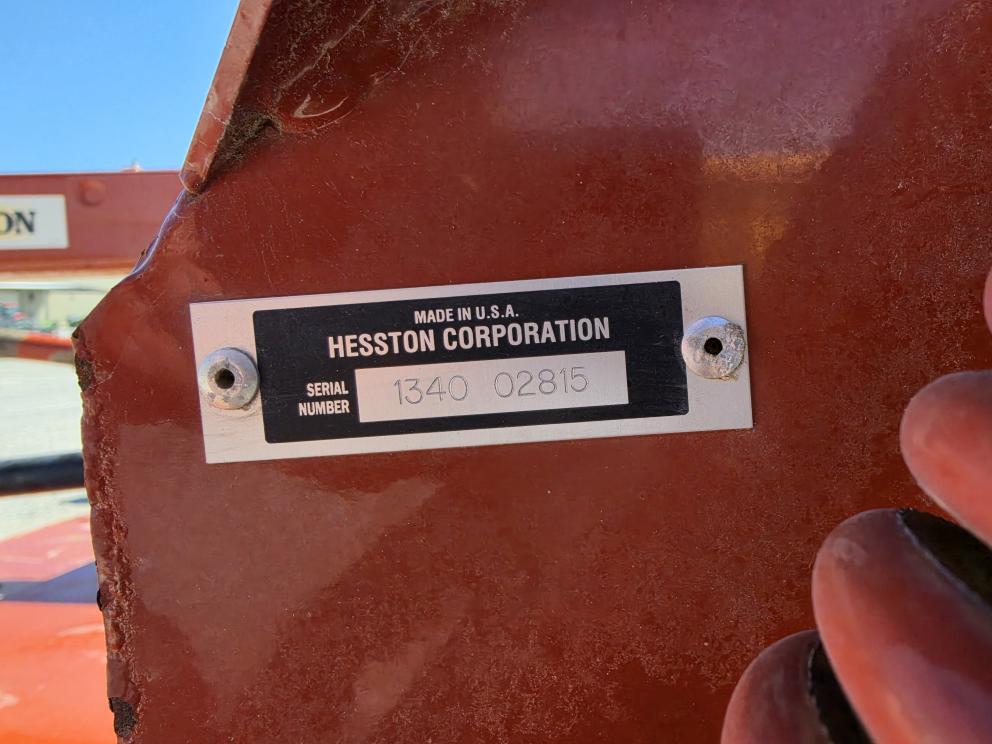 ON
MADE IN U.S.A.
HESSTON CORPORATION
SERIAL
NUMBER
1340 02815